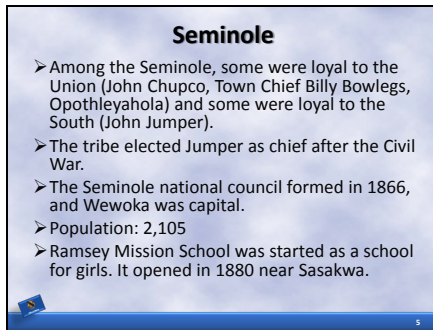 Seminole
➢Among the Seminole, some were loyal to the
Union (John Chupco, Town Chief Billy Bowlegs,
Opothleyahola) and some were loyal to the
South (John Jumper).
➢The tribe elected Jumper as chief after the Civil
War.
➢The Seminole national council formed in 1866,
and Wewoka was capital.
➢Population: 2,105
➢Ramsey Mission School was started as a school
for girls. It opened in 1880 near Sasakwa.
5